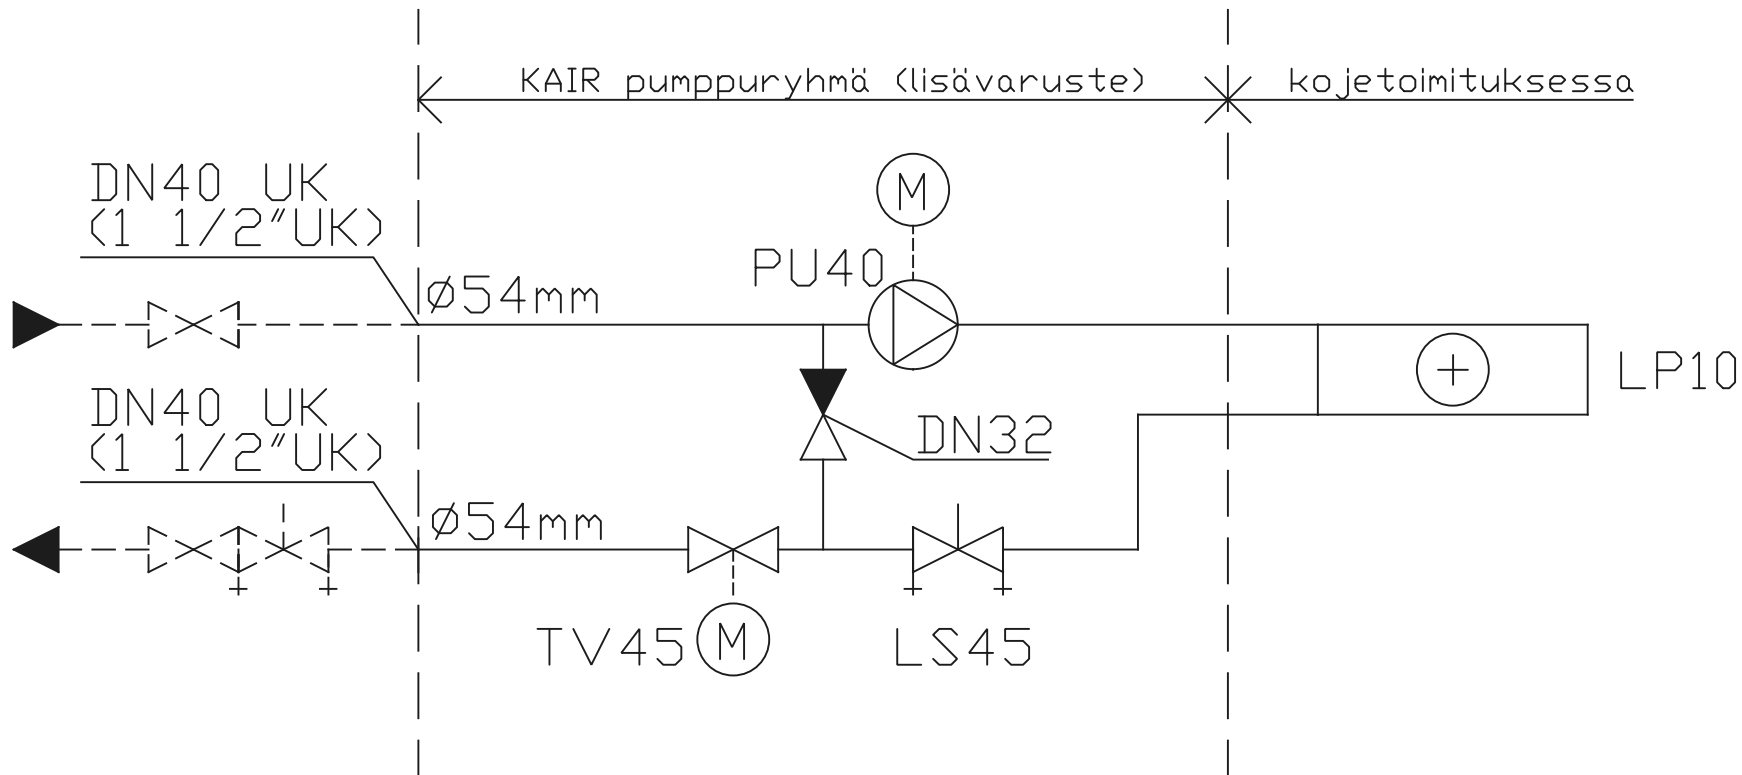 KAIR pumppuryhmä (lisävaruste) kojetoimituksessa
DN40 UK
(1 1/2"UK)
M
PU40
ø54mm
LP10
DN40 UK
(1 1/2"UK)
DN32
ø54mm
TV45
M
LS45